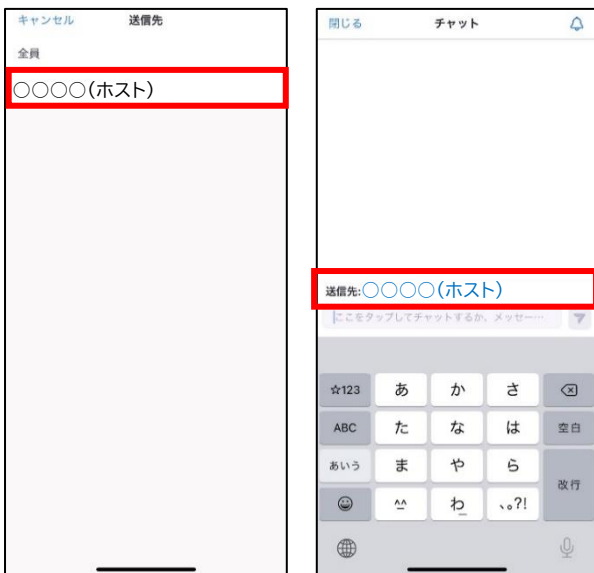 キャンセル 送信先
全員
○○○○(ホスト)
閉じる チャット
送信先:○○○○(ホスト)
ここをタップしてチャットするか、メッセー…
☆123 あ か さ
ABC た な は 空白
あいう ま や ら 改行
^^ わ_ 、。?!